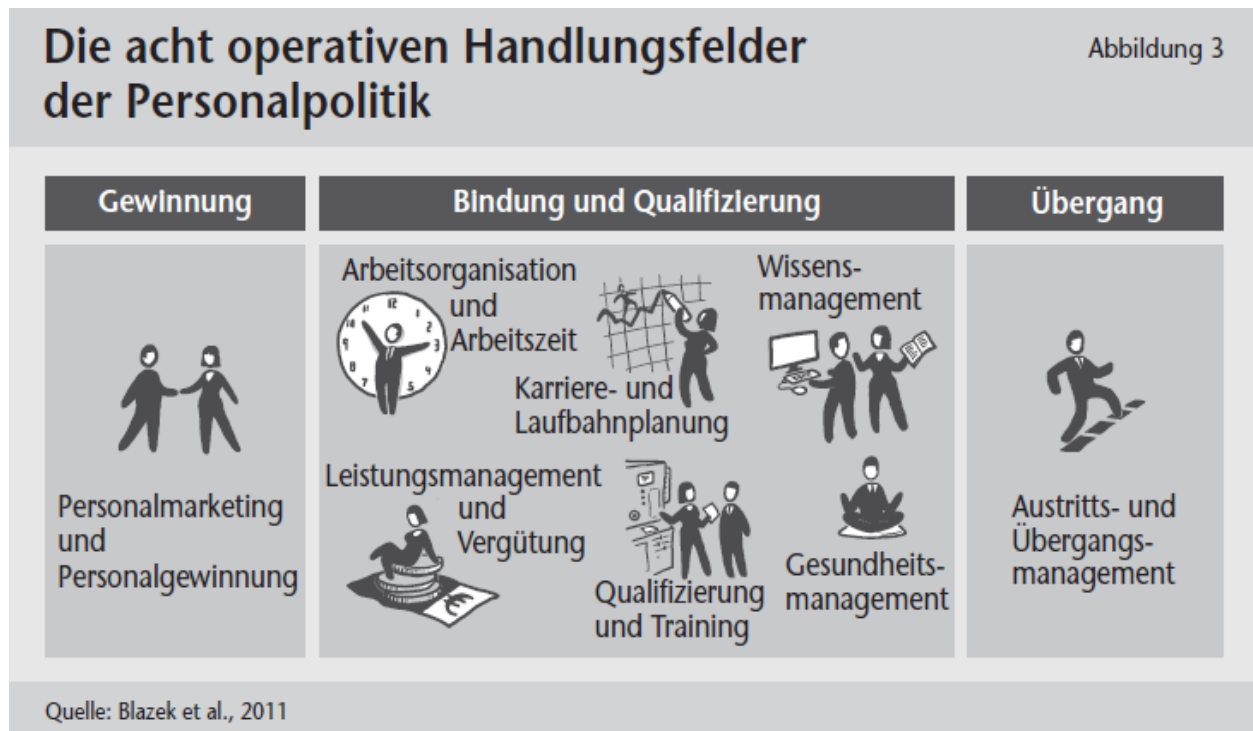 Die acht operativen Handlungsfelder
der Personalpolitik
Abbildung 3
Gewinnung
Bindung und Qualifizierung
Übergang
Personalmarketing
und
Personalgewinnung
Arbeitsorganisation
und
Arbeitszeit
Karriere- und
Laufbahnplanung
Wissens-
management
Leistungsmanagement
und
Vergütung
Qualifizierung
und Training
Gesundheits-
management
Austritts- und
Übergangs-
management
Quelle: Blazek et al., 2011